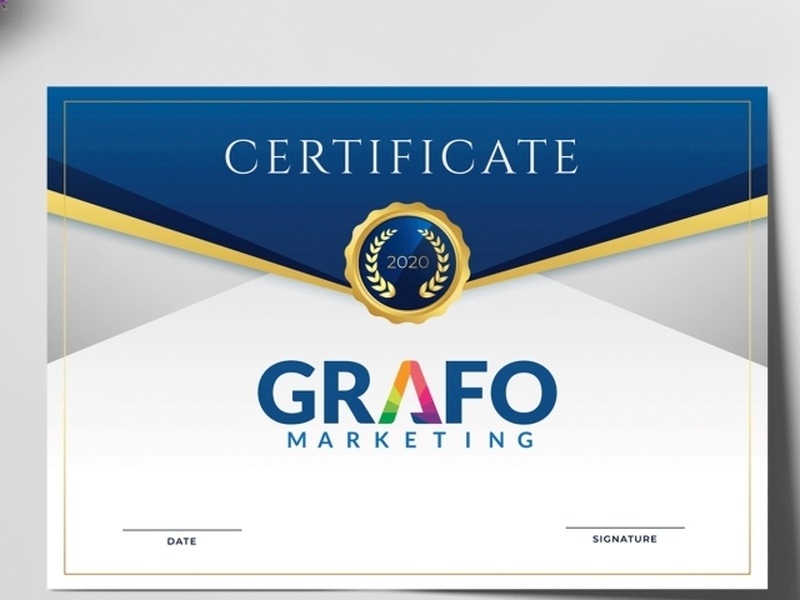 CERTIFICATE
2020
GRAFO
MARKETING
DATE
SIGNATURE